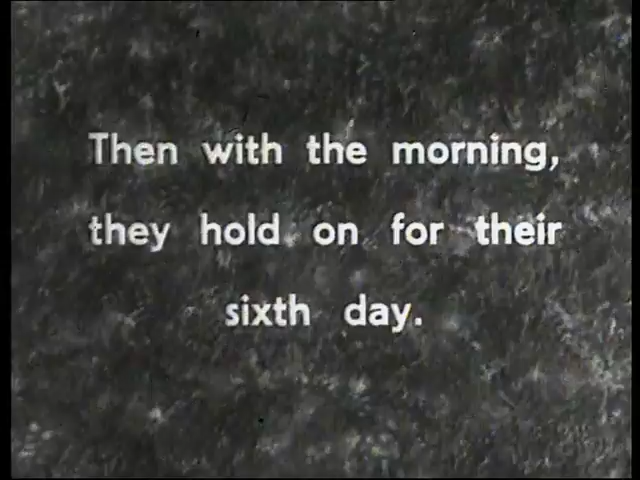 Then with the morning,
they hold on for their
sixth day.